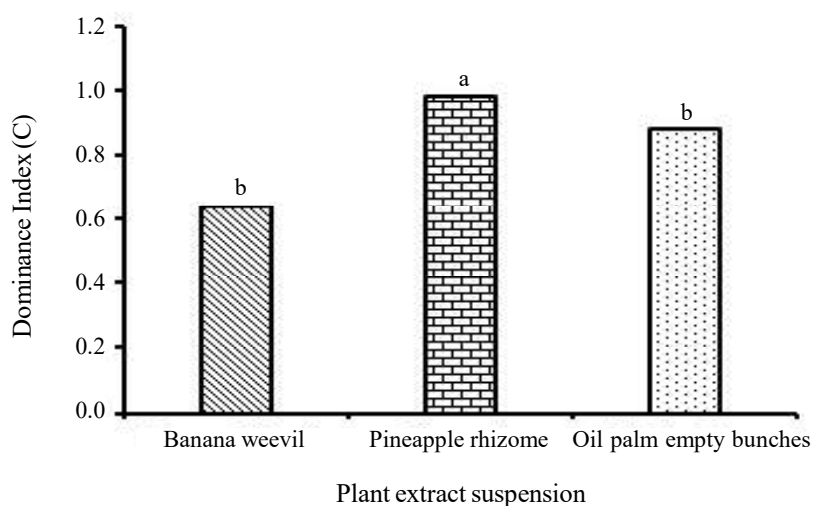 1.2
1.0
0.8
0.6
0.4
0.2
0.0
Dominance Index (C)
b
a
b
Banana weevil
Pineapple rhizome
Oil palm empty bunches
Plant extract suspension